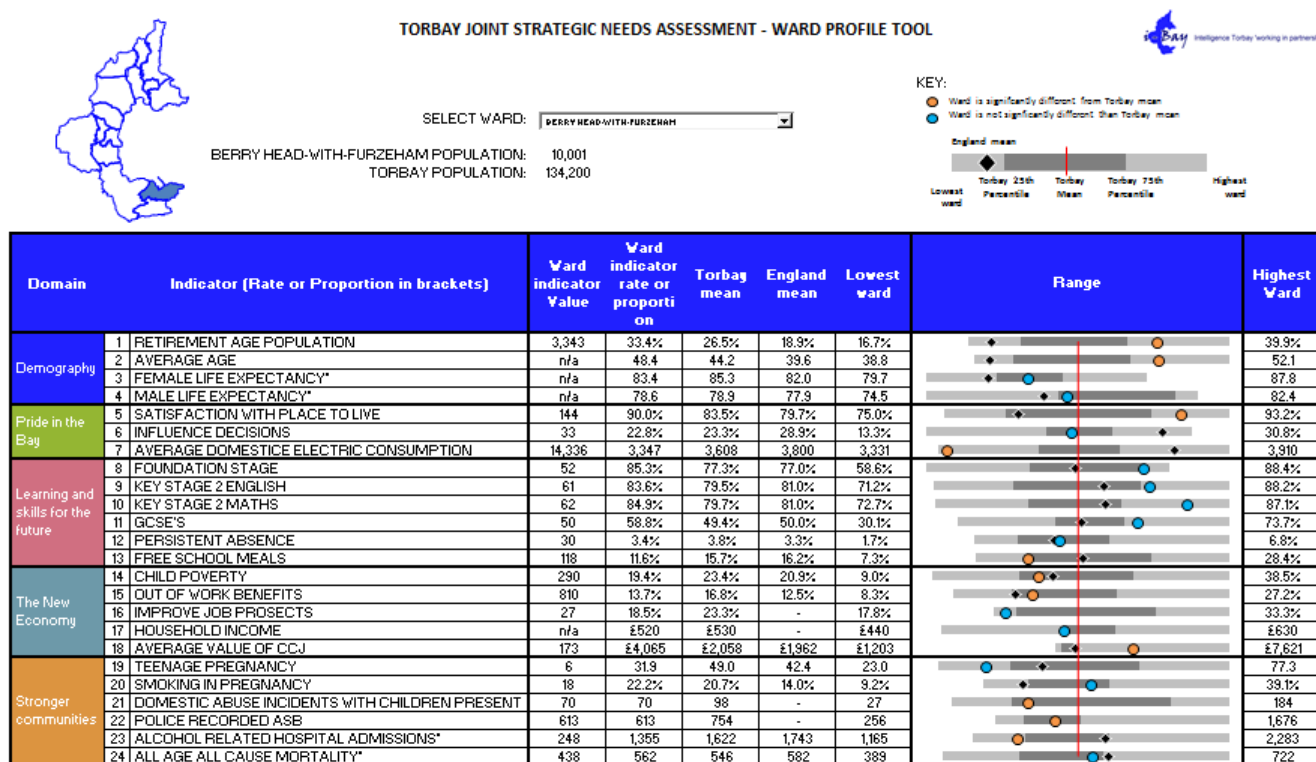 TORBAY JOINT STRATEGIC NEEDS ASSESSMENT - WARD PROFILE TOOL
Intelligence Torbay 'working in partnersh
KEY:
Ward is significantly different from Torbay mean
Ward is not significantly different than Torbay mean
SELECT WARD: BERRY HEAD-WITH-FURZEHAM
England mean
BERRY HEAD-WITH-FURZEHAM POPULATION: 10,001
TORBAY POPULATION: 134,200
Lowest ward Torbay 25th Percentile Torbay Mean Torbay 75th Percentile Highest ward
Domain Indicator (Rate or Proportion in brackets) Ward indicator Value Ward indicator rate or proporti on Torbay mean England mean Lowest ward Range Highest Ward
Demography
1 RETIREMENT AGE POPULATION 3,343 33.4% 26.5% 18.9% 16.7% 39.9%
2 AVERAGE AGE n/a 48.4 44.2 39.6 38.8 52.1
3 FEMALE LIFE EXPECTANCY* n/a 83.4 85.3 82.0 79.7 87.8
4 MALE LIFE EXPECTANCY* n/a 78.6 78.9 77.9 74.5 82.4
Pride in the Bay
5 SATISFACTION WITH PLACE TO LIVE 144 90.0% 83.5% 79.7% 75.0% 93.2%
6 INFLUENCE DECISIONS 33 22.8% 23.3% 28.9% 13.3% 30.8%
7 AVERAGE DOMESTICE ELECTRIC CONSUMPTION 14,336 3,347 3,608 3,800 3,331 3,910
Learning and skills for the future
8 FOUNDATION STAGE 52 85.3% 77.3% 77.0% 58.6% 88.4%
9 KEY STAGE 2 ENGLISH 61 83.6% 79.5% 81.0% 71.2% 88.2%
10 KEY STAGE 2 MATHS 62 84.9% 79.7% 81.0% 72.7% 87.1%
11 GCSE'S 50 58.8% 49.4% 50.0% 30.1% 73.7%
12 PERSISTENT ABSENCE 30 3.4% 3.8% 3.3% 1.7% 6.8%
13 FREE SCHOOL MEALS 118 11.6% 15.7% 16.2% 7.3% 28.4%
The New Economy
14 CHILD POVERTY 290 19.4% 23.4% 20.9% 9.0% 38.5%
15 OUT OF WORK BENEFITS 810 13.7% 16.8% 12.5% 8.3% 27.2%
16 IMPROVE JOB PROSECTS 27 18.5% 23.3% - 17.8% 33.3%
17 HOUSEHOLD INCOME n/a £520 £530 - £440 £630
18 AVERAGE VALUE OF CCJ 173 £4,065 £2,058 £1,962 £1,203 £7,621
Stronger communities
19 TEENAGE PREGNANCY 6 31.9 49.0 42.4 23.0 77.3
20 SMOKING IN PREGNANCY 18 22.2% 20.7% 14.0% 9.2% 39.1%
21 DOMESTIC ABUSE INCIDENTS WITH CHILDREN PRESENT 70 70 98 - 27 184
22 POLICE RECORDED ASB 613 613 754 - 256 1,676
23 ALCOHOL RELATED HOSPITAL ADMISSIONS* 248 1,355 1,622 1,743 1,165 2,283
24 ALL AGE ALL CAUSE MORTALITY* 438 562 546 582 389 722